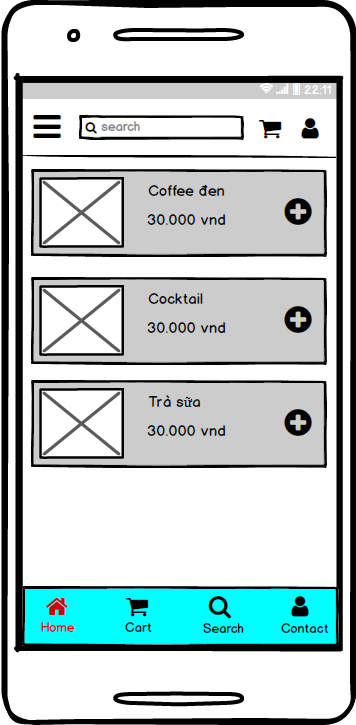 22:11
search
Coffee đen
30.000 vnd
Cocktail
30.000 vnd
Trà sữa
30.000 vnd
Home Cart Search Contact